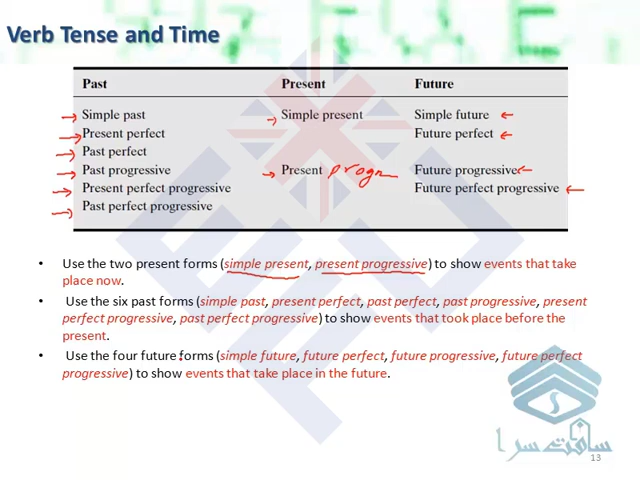 Verb Tense and Time
Past Present Future
Simple past Simple present Simple future
Present perfect Future perfect
Past perfect
Past progressive Present progn Future progressive
Present perfect progressive Future perfect progressive
Past perfect progressive
• Use the two present forms (simple present, present progressive) to show events that take
place now.
• Use the six past forms (simple past, present perfect, past perfect, past progressive, present
perfect progressive, past perfect progressive) to show events that took place before the
present.
• Use the four future forms (simple future, future perfect, future progressive, future perfect
progressive) to show events that take place in the future.
سافت سرا
13